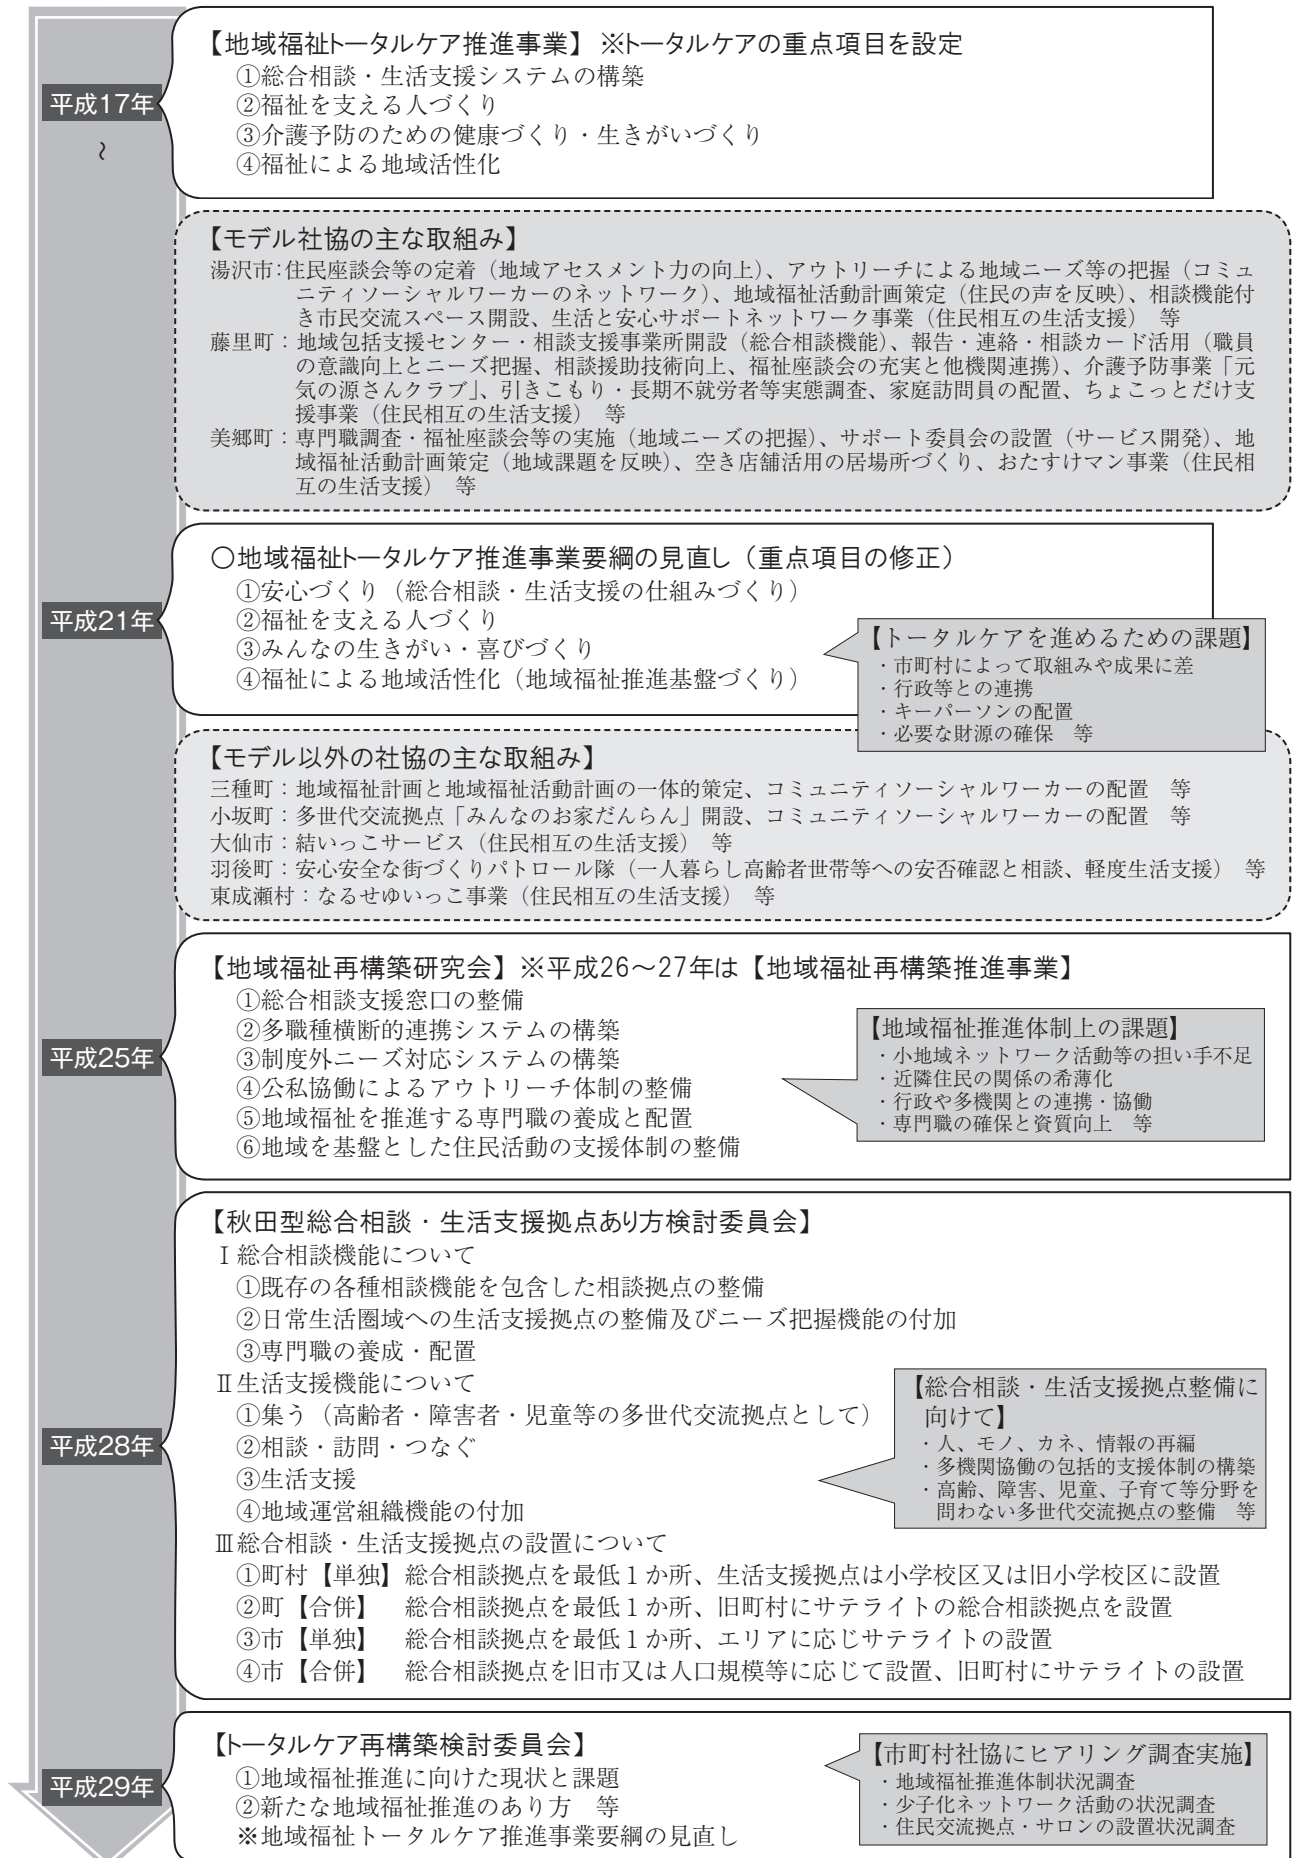 平成17年
～
【地域福祉トータルケア推進事業】 ※トータルケアの重点項目を設定
①総合相談・生活支援システムの構築
②福祉を支える人づくり
③介護予防のための健康づくり・生きがいづくり
④福祉による地域活性化
【モデル社協の主な取組み】
湯沢市：住民座談会等の定着（地域アセスメント力の向上）、アウトリーチによる地域ニーズ等の把握（コミュ
ニティソーシャルワーカーのネットワーク）、地域福祉活動計画策定（住民の声を反映）、相談機能付
き市民交流スペース開設、生活と安心サポートネットワーク事業（住民相互の生活支援） 等
藤里町：地域包括支援センター・相談支援事業所開設（総合相談機能）、報告・連絡・相談カード活用（職員
の意識向上とニーズ把握、相談援助技術向上、福祉座談会の充実と他機関連携）、介護予防事業「元
気の源さんクラブ」、引きこもり・長期不就労者等実態調査、家庭訪問員の配置、ちょこっとだけ支
援事業（住民相互の生活支援） 等
美郷町：専門職調査・福祉座談会等の実施（地域ニーズの把握）、サポート委員会の設置（サービス開発）、地
域福祉活動計画策定（地域課題を反映）、空き店舗活用の居場所づくり、おたすけマン事業（住民相
互の生活支援） 等
平成21年
○地域福祉トータルケア推進事業要綱の見直し（重点項目の修正）
①安心づくり（総合相談・生活支援の仕組みづくり）
②福祉を支える人づくり
③みんなの生きがい・喜びづくり
④福祉による地域活性化（地域福祉推進基盤づくり）
【トータルケアを進めるための課題】
・市町村によって取組みや成果に差
・行政等との連携
・キーパーソンの配置
・必要な財源の確保 等
【モデル以外の社協の主な取組み】
三種町：地域福祉計画と地域福祉活動計画の一体的策定、コミュニティソーシャルワーカーの配置 等
小坂町：多世代交流拠点「みんなのお家だんらん」開設、コミュニティソーシャルワーカーの配置 等
大仙市：結いっこサービス（住民相互の生活支援） 等
羽後町：安心安全な街づくりパトロール隊（一人暮らし高齢者世帯等への安否確認と相談、軽度生活支援） 等
東成瀬村：なるせゆいっこ事業（住民相互の生活支援） 等
平成25年
【地域福祉再構築研究会】※平成26～27年は【地域福祉再構築推進事業】
①総合相談支援窓口の整備
②多職種横断的連携システムの構築
③制度外ニーズ対応システムの構築
④公私協働によるアウトリーチ体制の整備
⑤地域福祉を推進する専門職の養成と配置
⑥地域を基盤とした住民活動の支援体制の整備
【地域福祉推進体制上の課題】
・小地域ネットワーク活動等の担い手不足
・近隣住民の関係の希薄化
・行政や多機関との連携・協働
・専門職の確保と資質向上 等
平成28年
【秋田型総合相談・生活支援拠点あり方検討委員会】
Ⅰ総合相談機能について
①既存の各種相談機能を包含した相談拠点の整備
②日常生活圏域への生活支援拠点の整備及びニーズ把握機能の付加
③専門職の養成・配置
Ⅱ生活支援機能について
①集う（高齢者・障害者・児童等の多世代交流拠点として）
②相談・訪問・つなぐ
③生活支援
④地域運営組織機能の付加
【総合相談・生活支援拠点整備に
向けて】
・人、モノ、カネ、情報の再編
・多機関協働の包括的支援体制の構築
・高齢、障害、児童、子育て等分野を
問わない多世代交流拠点の整備 等
Ⅲ総合相談・生活支援拠点の設置について
①町村【単独】総合相談拠点を最低１か所、生活支援拠点は小学校区又は旧小学校区に設置
②町【合併】 総合相談拠点を最低１か所、旧町村にサテライトの総合相談拠点を設置
③市【単独】 総合相談拠点を最低１か所、エリアに応じサテライトの設置
④市【合併】 総合相談拠点を旧市又は人口規模等に応じて設置、旧町村にサテライトの設置
平成29年
【トータルケア再構築検討委員会】
①地域福祉推進に向けた現状と課題
②新たな地域福祉推進のあり方 等
※地域福祉トータルケア推進事業要綱の見直し
【市町村社協にヒアリング調査実施】
・地域福祉推進体制状況調査
・少子化ネットワーク活動の状況調査
・住民交流拠点・サロンの設置状況調査